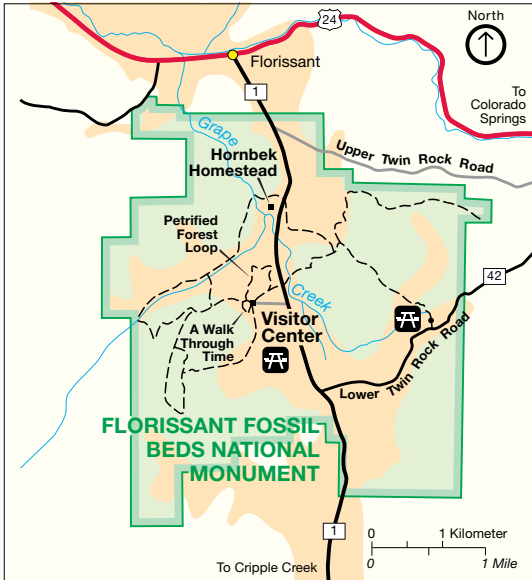 24
North
Florissant
To
Colorado
Springs
1
Grape
Upper Twin Rock Road
Hornbek
Homestead
Petrified
Forest
Loop
42
Creek
Visitor
Center
A Walk
Through
Time
Lower Twin Rock Road
FLORISSANT FOSSIL
BEDS NATIONAL
MONUMENT
1
0 1 Kilometer
0 1 Mile
To Cripple Creek